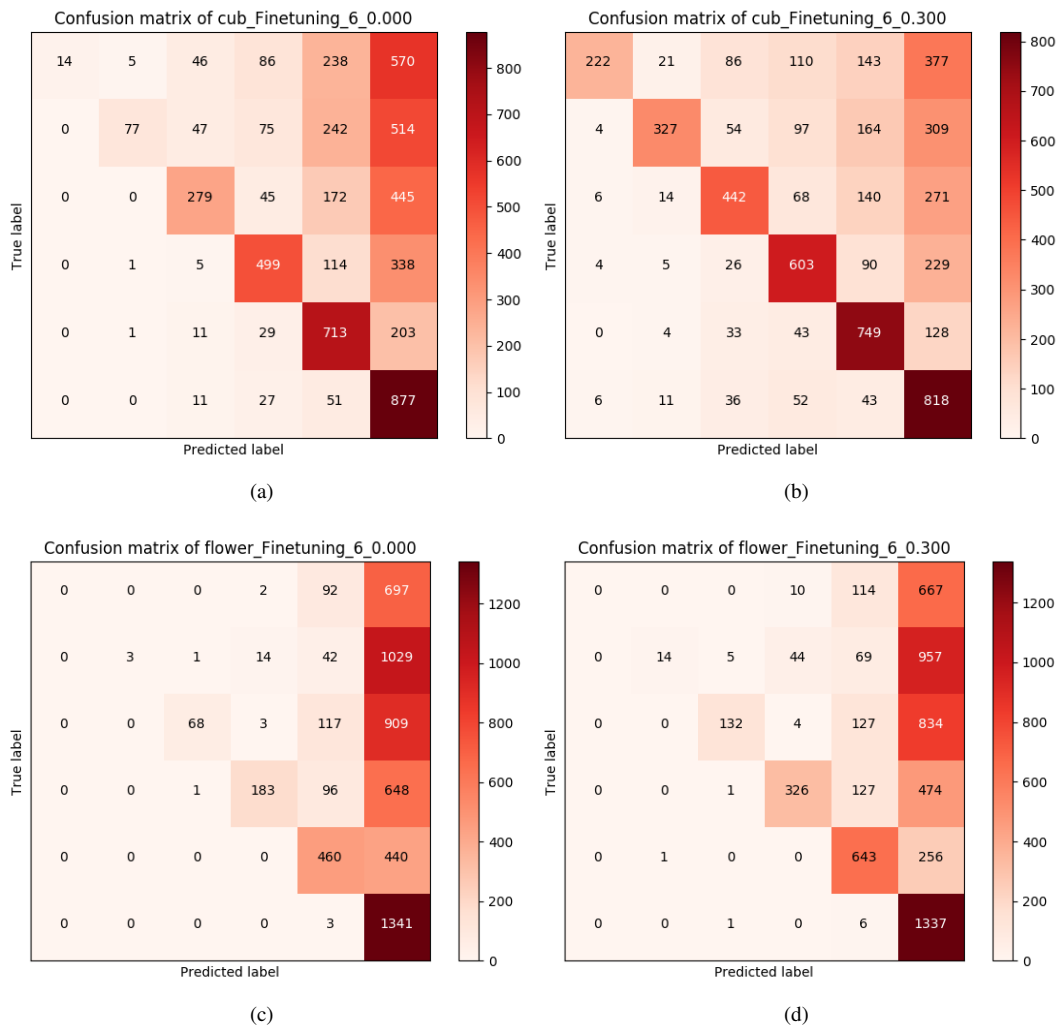 Confusion matrix of cub_Finetuning_6_0.000
14 5 46 86 238 570
0 77 47 75 242 514
0 0 279 45 172 445
0 1 5 499 114 338
0 1 11 29 713 203
0 0 11 27 51 877
True label
Predicted label
800
700
600
500
400
300
200
100
0
(a)
Confusion matrix of cub_Finetuning_6_0.300
222 21 86 110 143 377
4 327 54 97 164 309
6 14 442 68 140 271
4 5 26 603 90 229
0 4 33 43 749 128
6 11 36 52 43 818
True label
Predicted label
800
700
600
500
400
300
200
100
0
(b)
Confusion matrix of flower_Finetuning_6_0.000
0 0 0 2 92 697
0 3 1 14 42 1029
0 0 68 3 117 909
0 0 1 183 96 648
0 0 0 0 460 440
0 0 0 0 3 1341
True label
Predicted label
1200
1000
800
600
400
200
0
(c)
Confusion matrix of flower_Finetuning_6_0.300
0 0 0 10 114 667
0 14 5 44 69 957
0 0 132 4 127 834
0 0 1 326 127 474
0 1 0 0 643 256
0 0 1 0 6 1337
True label
Predicted label
1200
1000
800
600
400
200
0
(d)